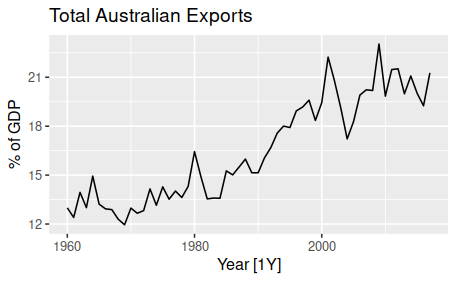 Total Australian Exports
% of GDP
21
18
15
12
1960 1980 2000
Year [1Y]